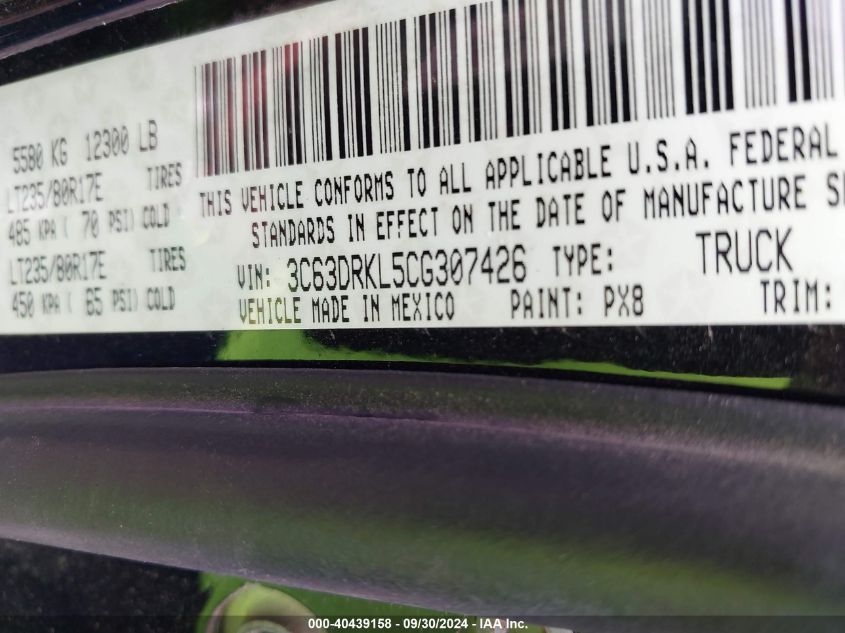 5580 KG 12300 LB
LT235/80R17E TIRES
485 KPA ( 70 PSI) COLD
LT235/80R17E TIRES
450 KPA ( 65 PSI) COLD
THIS VEHICLE CONFORMS TO ALL APPLICABLE U.S.A. FEDERAL
STANDARDS IN EFFECT ON THE DATE OF MANUFACTURE
VIN: 3C63DRKL5CG307426 TYPE: TRUCK
VEHICLE MADE IN MEXICO PAINT: PX8 TRIM:
000-40439158 - 09/30/2024 - IAA Inc.